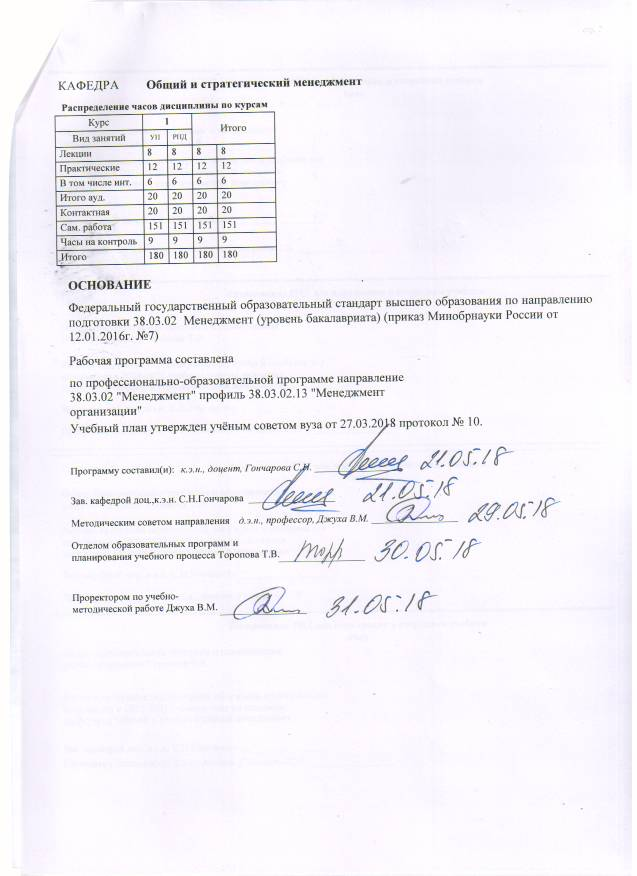 КАФЕДРА Общий и стратегический менеджмент
Распределение часов дисциплины по курсам
Курс 1 Итого
Вид занятий УП РПД
Лекции 8 8 8 8
Практические 12 12 12 12
В том числе инт. 6 6 6 6
Итого ауд. 20 20 20 20
Контактная 20 20 20 20
Сам. работа 151 151 151 151
Часы на контроль 9 9 9 9
Итого 180 180 180 180
ОСНОВАНИЕ
Федеральный государственный образовательный стандарт высшего образования по направлению
подготовки 38.03.02 Менеджмент (уровень бакалавриата) (приказ Минобрнауки России от
12.01.2016г. №7)
Рабочая программа составлена
по профессионально-образовательной программе направление
38.03.02 "Менеджмент" профиль 38.03.02.13 "Менеджмент
организации"
Учебный план утвержден учёным советом вуза от 27.03.2018 протокол № 10.
Программу составил(и): к.э.н., доцент, Гончарова С.Н. 21.05.18
Зав. кафедрой доц.,к.э.н. С.Н.Гончарова 21.05.18
Методическим советом направления д.э.н., профессор, Джуха В.М. 29.05.18
Отделом образовательных программ и
планирования учебного процесса Торопова Т.В. 30.05.18
Проректором по учебно-
методической работе Джуха В.М. 31.05.18